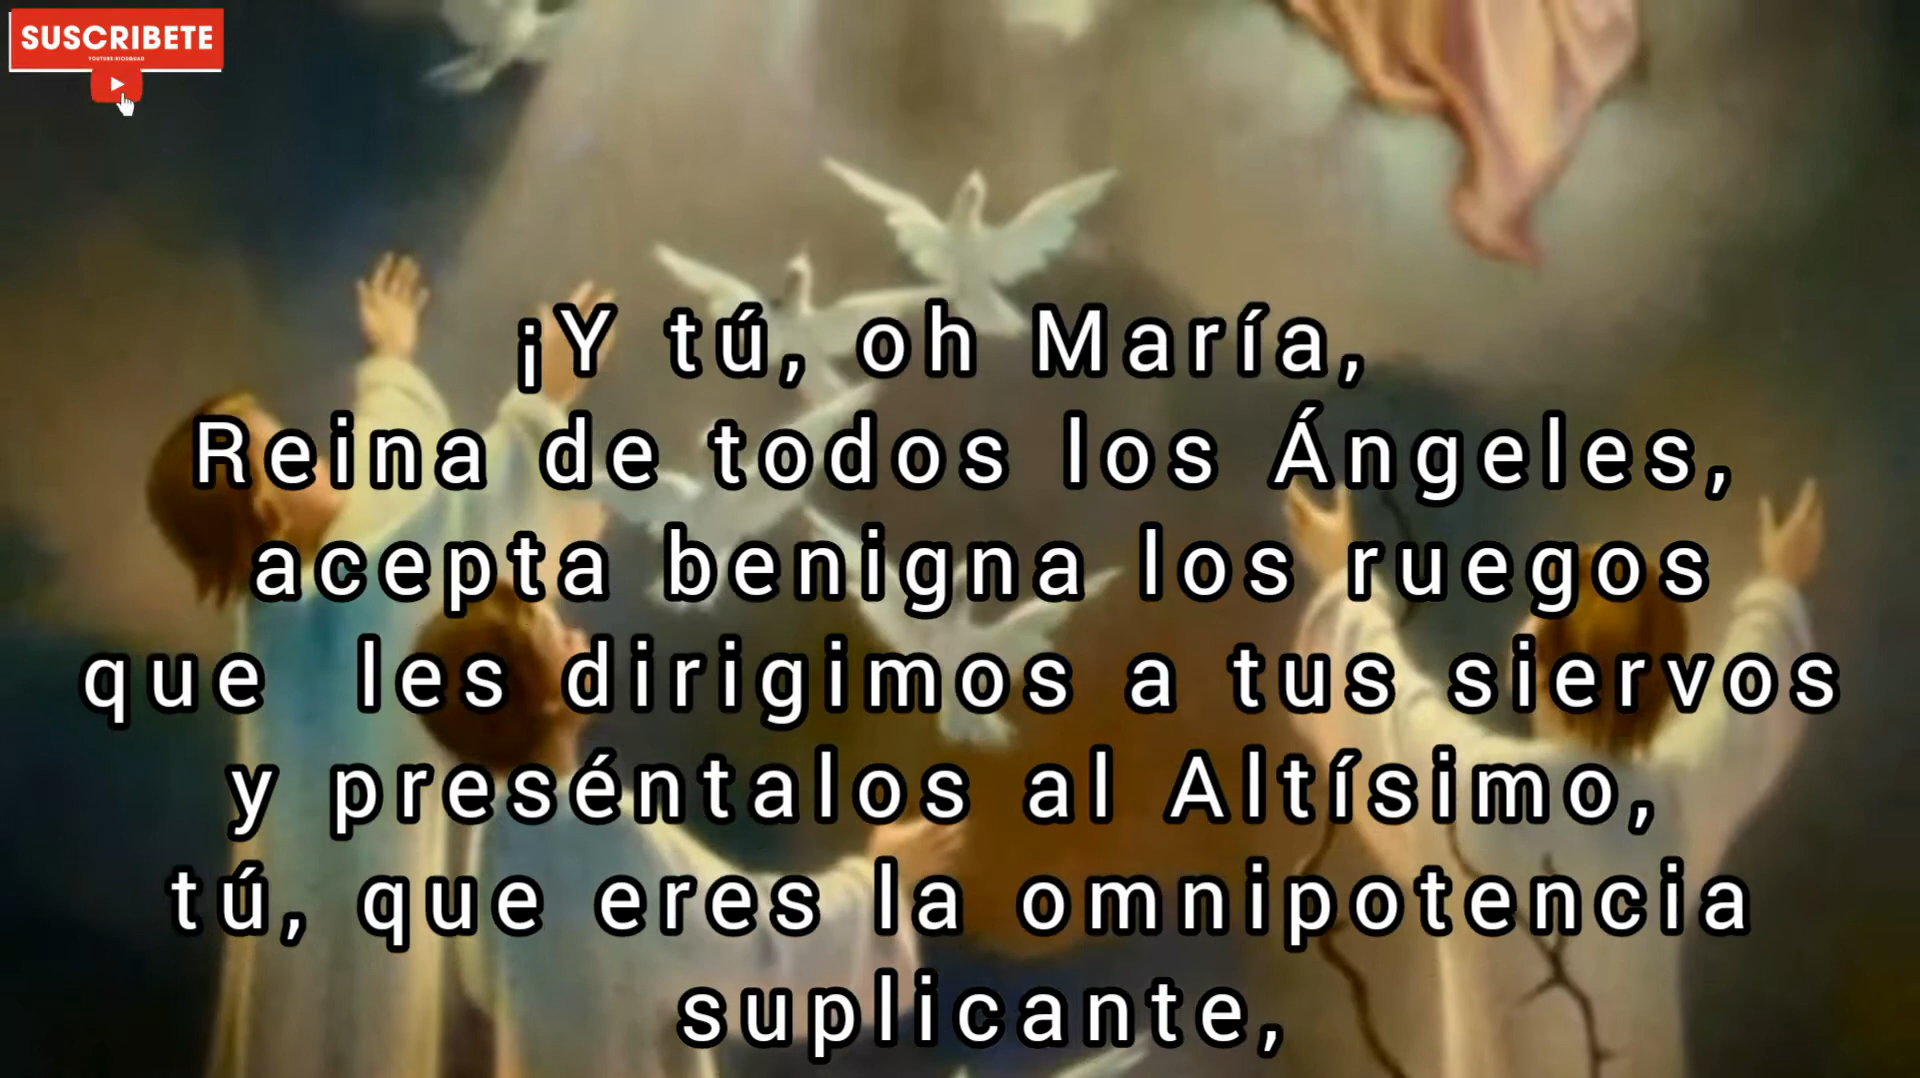 SUSCRIBETE
¡Y tú, oh María,
Reina de todos los Ángeles,
acepta benigna los ruegos
que les dirigimos a tus siervos
y preséntalos al Altísimo,
tú, que eres la omnipotencia
suplicante,